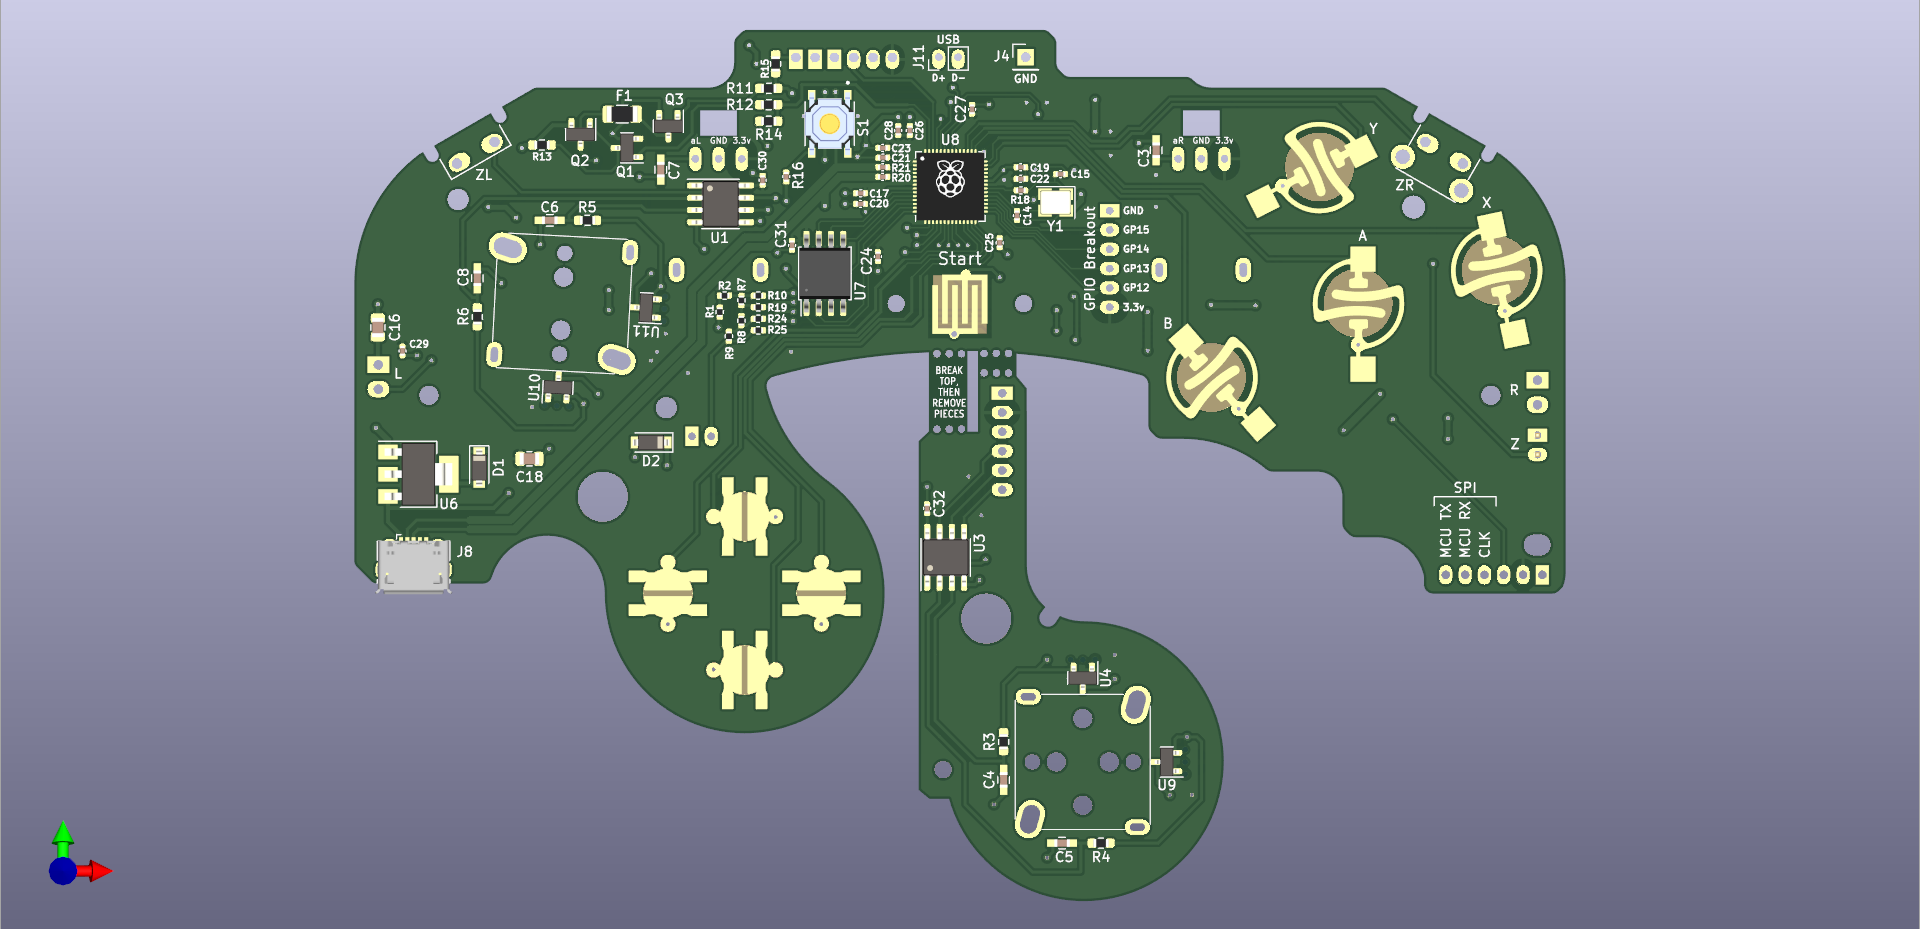 USB
J11
D+ D-
J4
GND
R15
R11
R12
R14
F1
Q3
Q2
Q1
R13
C7
ZL
aL GND 3.3v
S1
C30
R16
C28
C26
C27
U8
C23
C21
R21
R20
C17
C20
C19
C22
C15
R18
C14
Y1
C25
C3
aR GND 3.3v
Y
ZR
X
A
B
C6
R5
U1
C31
C24
U7
Start
GPIO Breakout
GND
GP15
GP14
GP13
GP12
3.3v
C8
R6
U11
R2
R7
R1
R8
R9
R10
R19
R24
R25
C16
C29
L
U10
BREAK
TOP,
THEN
REMOVE
PIECES
R
Z
D2
D1
C18
U6
J8
C32
U3
SPI
MCU TX
MCU RX
CLK
U4
R3
C4
U9
C5
R4